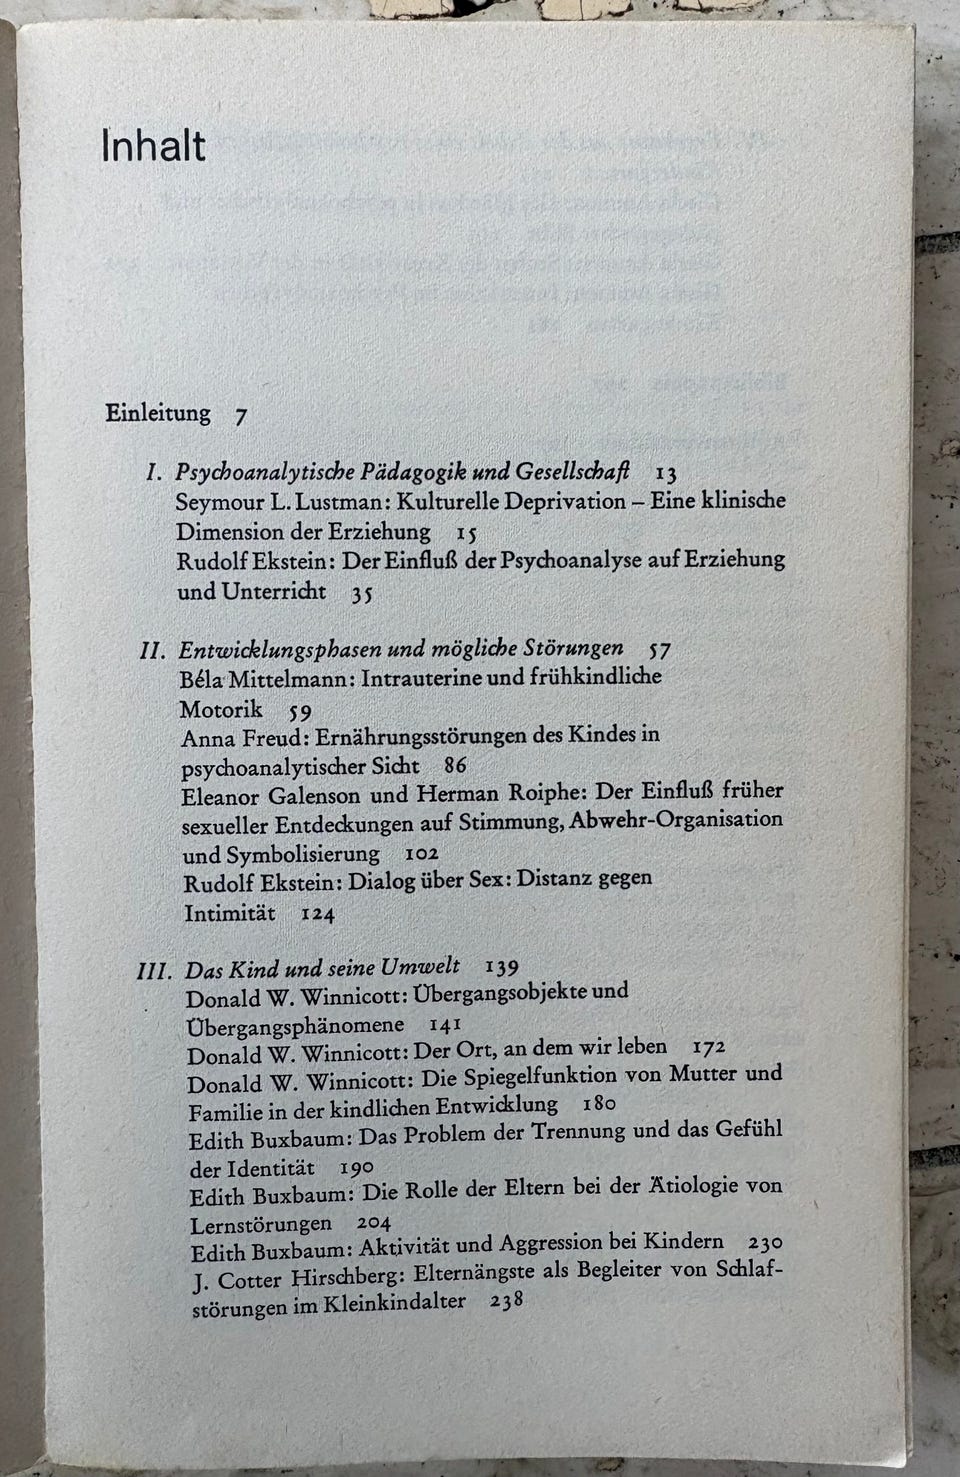 Inhalt
Einleitung 7
I. Psychoanalytische Pädagogik und Gesellschaft 13
Seymour L. Lustman: Kulturelle Deprivation – Eine klinische
Dimension der Erziehung 15
Rudolf Ekstein: Der Einfluß der Psychoanalyse auf Erziehung
und Unterricht 35
II. Entwicklungsphasen und mögliche Störungen 57
Béla Mittelmann: Intrauterine und frühkindliche
Motorik 59
Anna Freud: Ernährungsstörungen des Kindes in
psychoanalytischer Sicht 86
Eleanor Galenson und Herman Roiphe: Der Einfluß früher
sexueller Entdeckungen auf Stimmung, Abwehr-Organisation
und Symbolisierung 102
Rudolf Ekstein: Dialog über Sex: Distanz gegen
Intimität 124
III. Das Kind und seine Umwelt 139
Donald W. Winnicott: Übergangsobjekte und
Übergangsphänomene 141
Donald W. Winnicott: Der Ort, an dem wir leben 172
Donald W. Winnicott: Die Spiegelfunktion von Mutter und
Familie in der kindlichen Entwicklung 180
Edith Buxbaum: Das Problem der Trennung und das Gefühl
der Identität 190
Edith Buxbaum: Die Rolle der Eltern bei der Ätiologie von
Lernstörungen 204
Edith Buxbaum: Aktivität und Aggression bei Kindern 230
J. Cotter Hirschberg: Elternängste als Begleiter von Schlaf-
störungen im Kleinkindalter 238